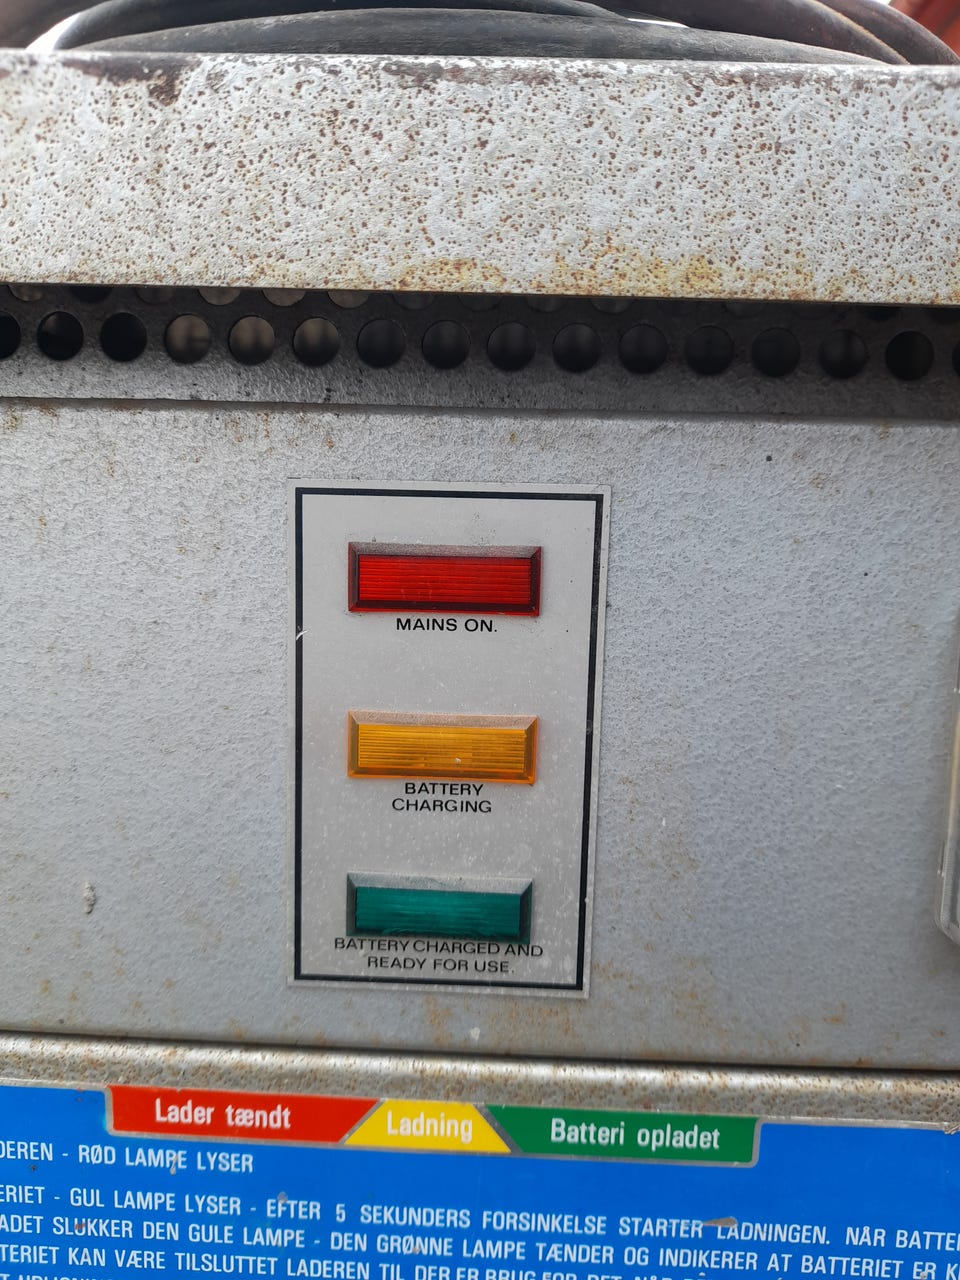 MAINS ON.
BATTERY
CHARGING
BATTERY CHARGED AND
READY FOR USE.
Lader tændt
Ladning
Batteri opladet
DEREN - RØD LAMPE LYSER
ERIET - GUL LAMPE LYSER - EFTER 5 SEKUNDERS FORSINKELSE STARTER LADNINGEN. NÅR BATTE
ADET SLUKKER DEN GULE LAMPE - DEN GRØNNE LAMPE TÆNDER OG INDIKERER AT BATTERIET ER K
TERIET KAN VÆRE TILSLUTTET LADEREN TIL DER ER BRUG FOR DET. NÅR